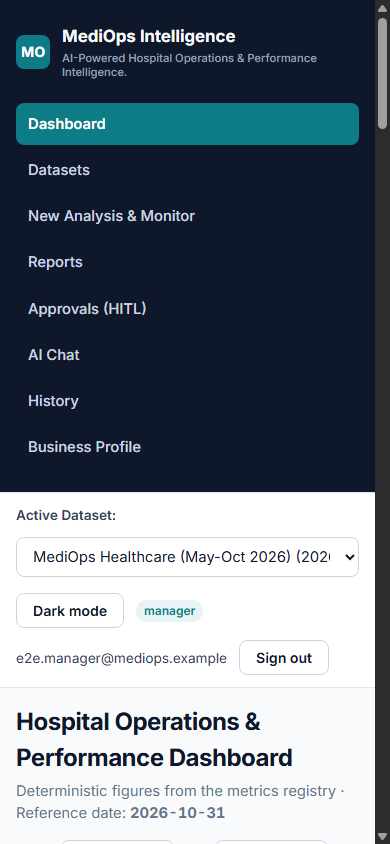 MO
MediOps Intelligence
AI-Powered Hospital Operations & Performance
Intelligence.
Dashboard
Datasets
New Analysis & Monitor
Reports
Approvals (HITL)
AI Chat
History
Business Profile
Active Dataset:
MediOps Healthcare (May-Oct 2026) (202
Dark mode
manager
e2e.manager@mediops.example
Sign out
Hospital Operations &
Performance Dashboard
Deterministic figures from the metrics registry ·
Reference date: 2026-10-31